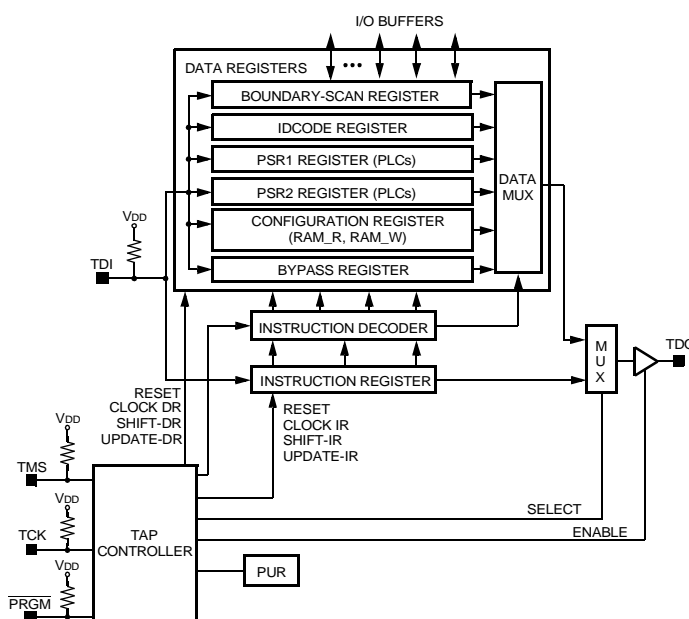 I/O BUFFERS
DATA REGISTERS
•••
BOUNDARY-SCAN REGISTER
IDCODE REGISTER
PSR1 REGISTER (PLCs)
PSR2 REGISTER (PLCs)
CONFIGURATION REGISTER
(RAM_R, RAM_W)
BYPASS REGISTER
DATA
MUX
VDD
TDI
INSTRUCTION DECODER
INSTRUCTION REGISTER
M
U
X
TDO
RESET
CLOCK DR
SHIFT-DR
UPDATE-DR
RESET
CLOCK IR
SHIFT-IR
UPDATE-IR
VDD
TMS
VDD
TCK
VDD
PRGM
TAP
CONTROLLER
SELECT
ENABLE
PUR